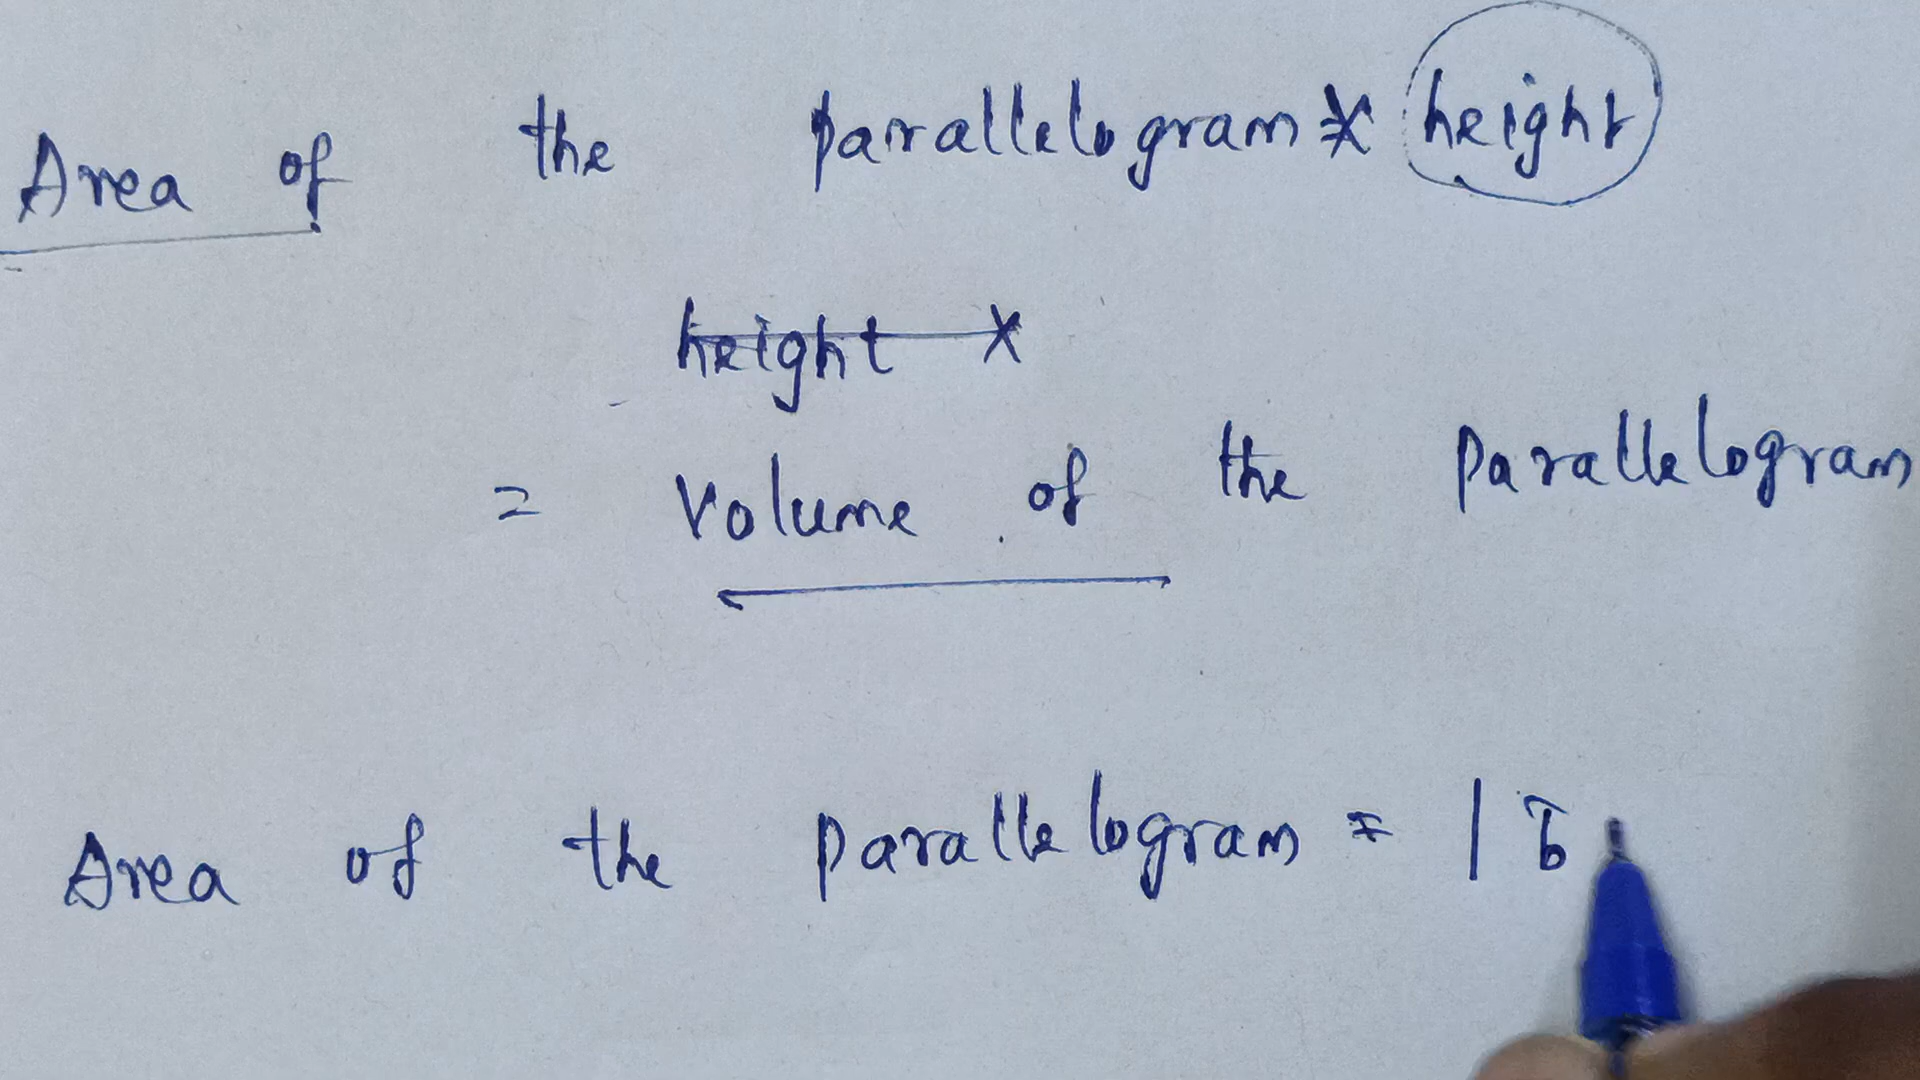 Area of the parallelogram * height
height x
= Volume of the parallelogram
Area of the parallelogram = | b